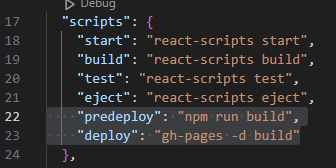 Debug
17 "scripts": {
18 "start": "react-scripts start",
19 "build": "react-scripts build",
20 "test": "react-scripts test",
21 "eject": "react-scripts eject",
22 "predeploy": "npm run build",
23 "deploy": "gh-pages -d build"
24 },